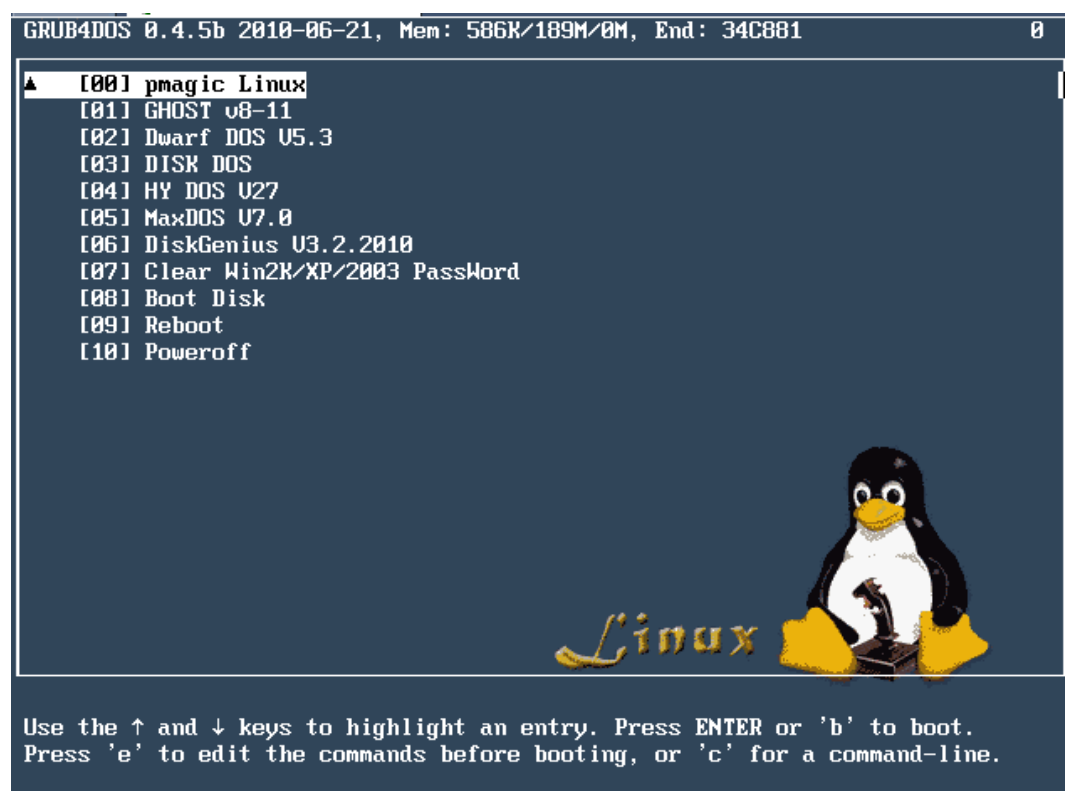 GRUB4DOS 0.4.5b 2010-06-21, Mem: 586K/189M/0M, End: 34C881 0
[00] pmagic Linux
[01] GHOST v8-11
[02] Dwarf DOS V5.3
[03] DISK DOS
[04] HY DOS V27
[05] MaxDOS V7.0
[06] DiskGenius V3.2.2010
[07] Clear Win2K/XP/2003 PassWord
[08] Boot Disk
[09] Reboot
[10] Poweroff
Linux
Use the ↑ and ↓ keys to highlight an entry. Press ENTER or 'b' to boot.
Press 'e' to edit the commands before booting, or 'c' for a command-line.